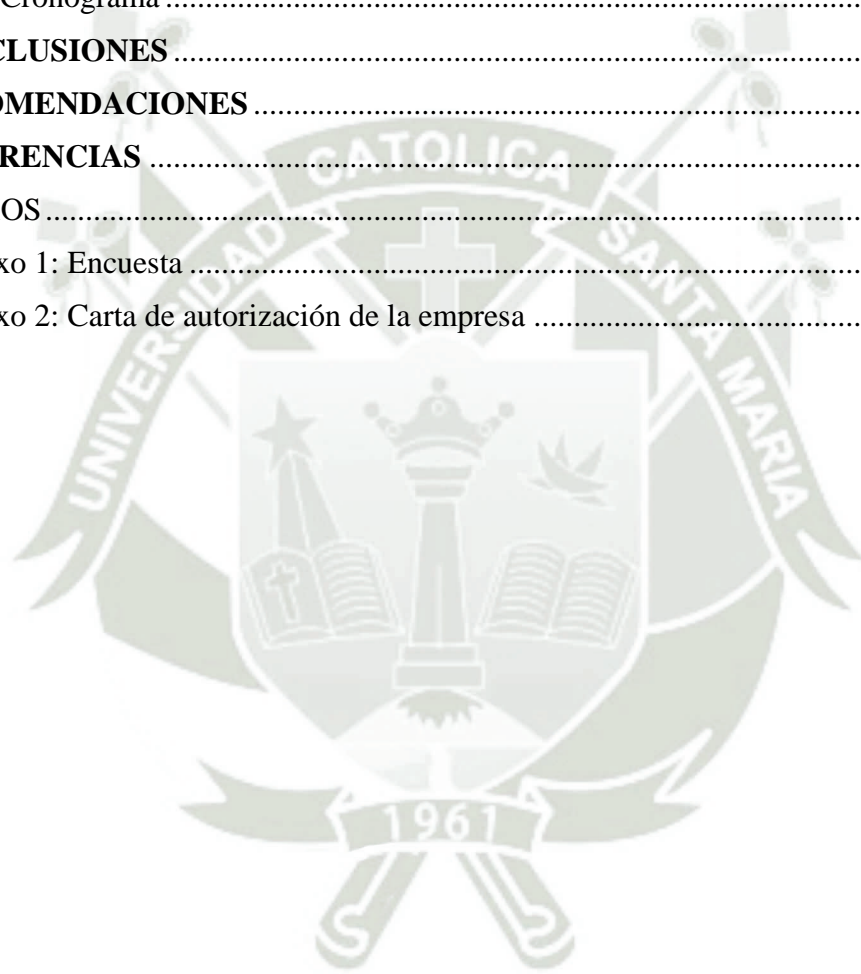 Cronograma ........................................................................................
CLUSIONES ........................................................................................
OMENDACIONES ........................................................................................
RENCIAS ........................................................................................
OS ........................................................................................
xo 1: Encuesta ........................................................................................
xo 2: Carta de autorización de la empresa ........................................
UNIVERSIDAD CATOLICA SANTA MARIA
1961